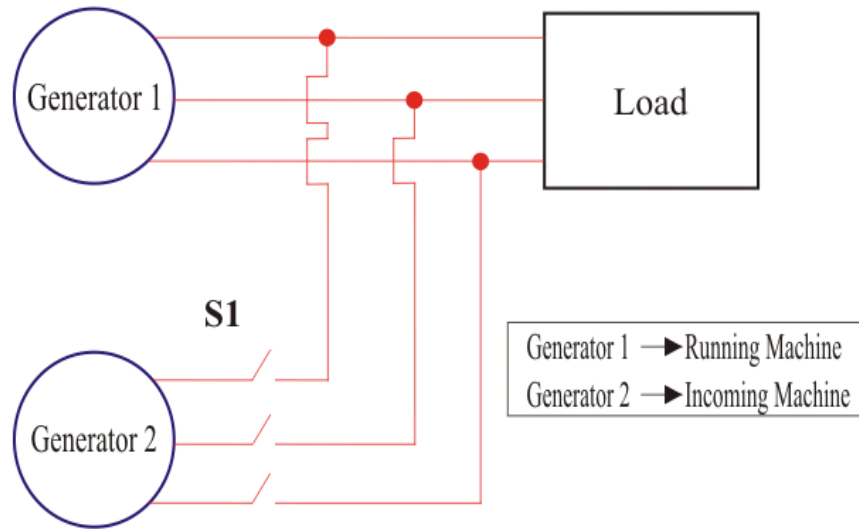 Generator 1
Load
S1
Generator 2
Generator 1 → Running Machine
Generator 2 → Incoming Machine